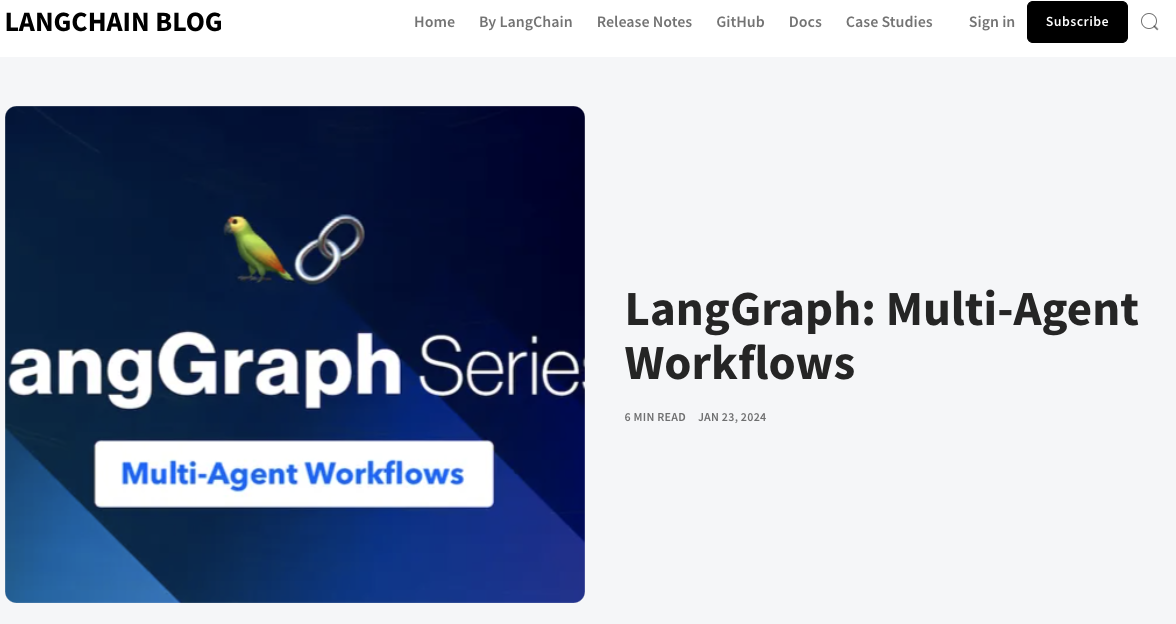 LANGCHAIN BLOG
Home By LangChain Release Notes GitHub Docs Case Studies Sign in Subscribe
angGraph Series
Multi-Agent Workflows
LangGraph: Multi-Agent
Workflows
6 MIN READ JAN 23, 2024